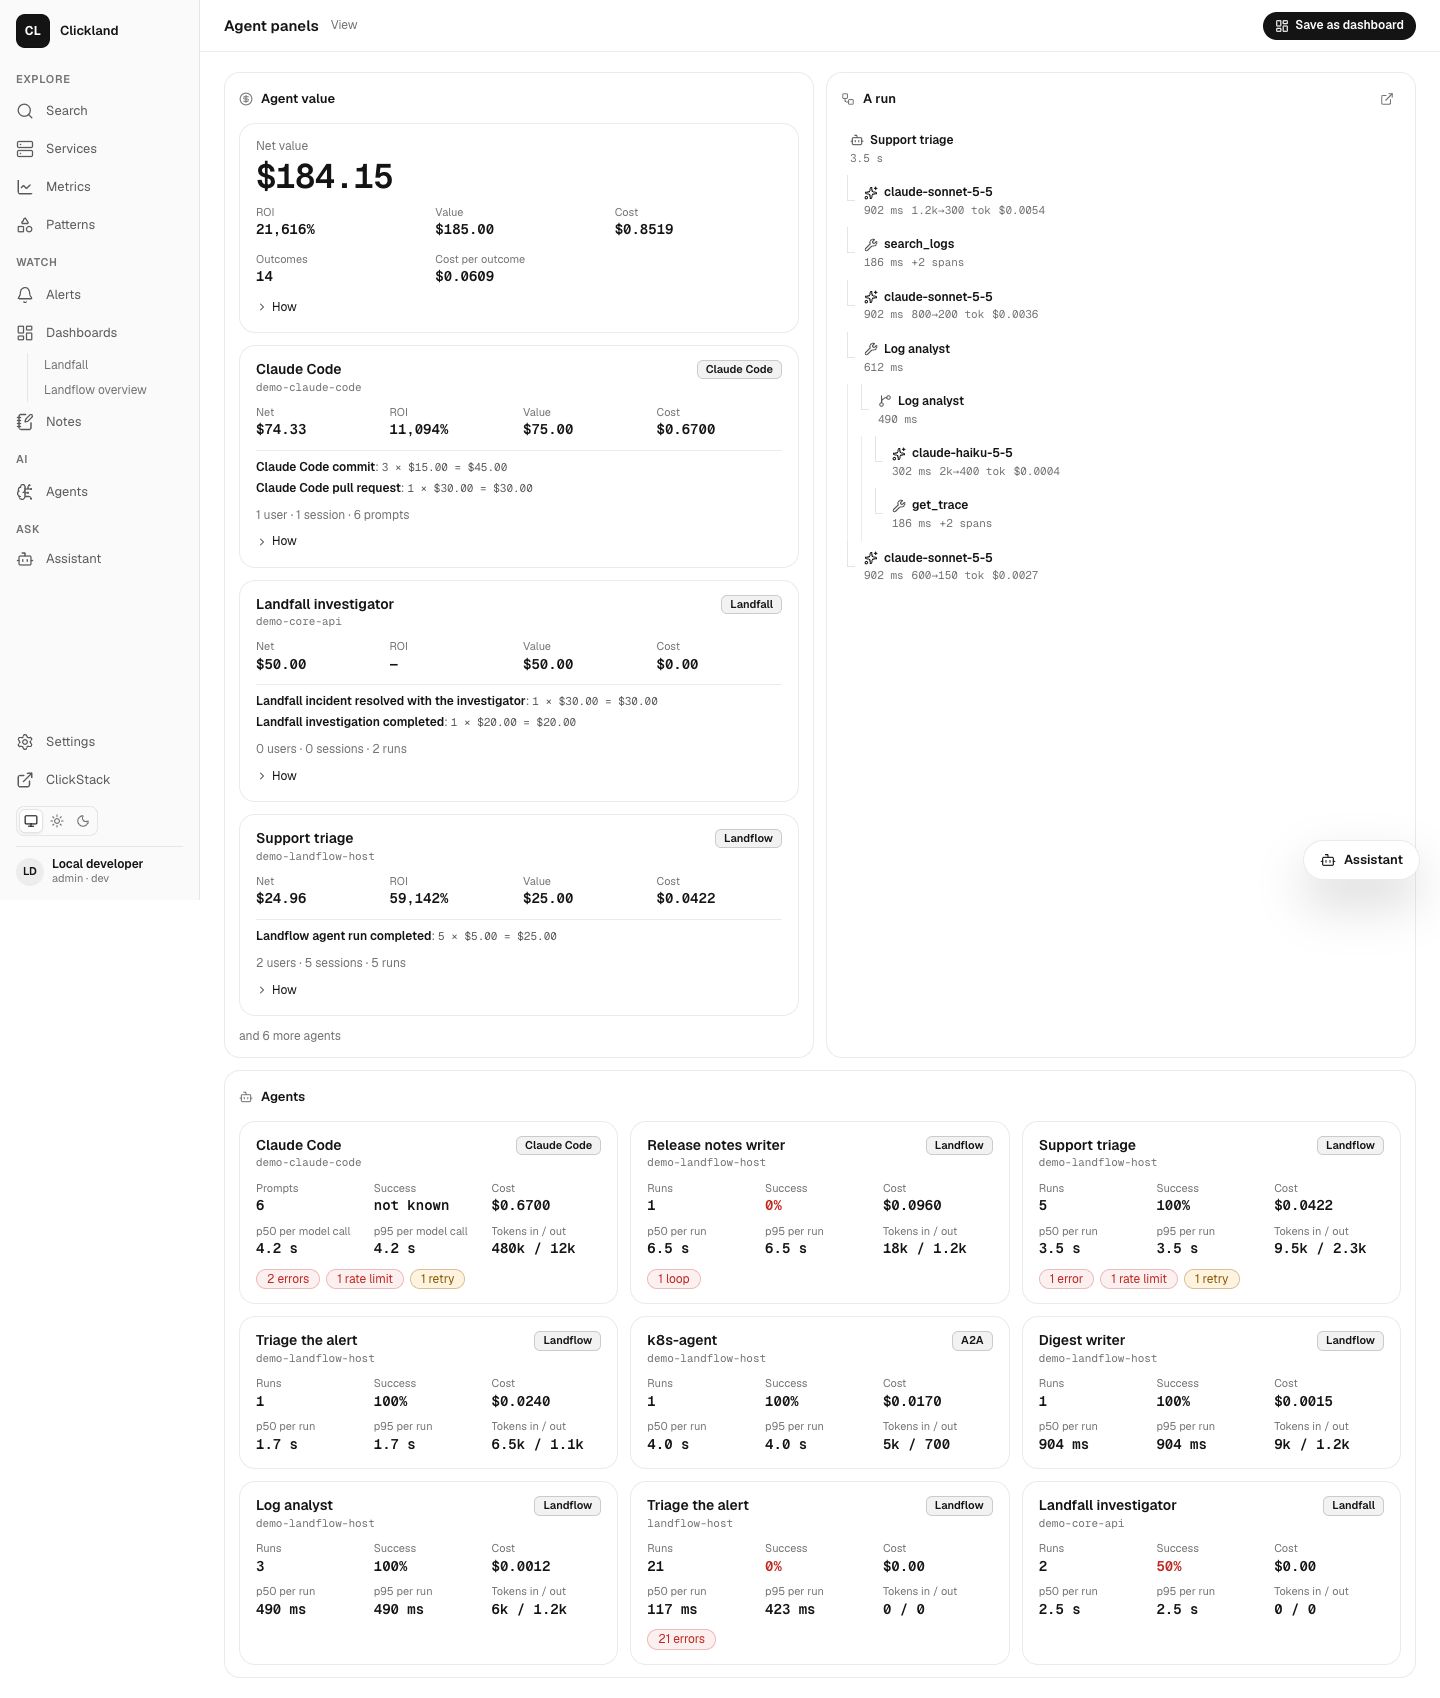 CL Clickland
EXPLORE
Search
Services
Metrics
Patterns
WATCH
Alerts
Dashboards
Landfall
Landflow overview
Notes
AI
Agents
ASK
Assistant
Settings
ClickStack
LD Local developer
admin · dev
Agent panels View
Save as dashboard
Agent value
Net value
$184.15
ROI Value Cost
21,616% $185.00 $0.8519
Outcomes Cost per outcome
14 $0.0609
How
Claude Code Claude Code
demo-claude-code
Net ROI Value Cost
$74.33 11,094% $75.00 $0.6700
Claude Code commit: 3 × $15.00 = $45.00
Claude Code pull request: 1 × $30.00 = $30.00
1 user · 1 session · 6 prompts
How
Landfall investigator Landfall
demo-core-api
Net ROI Value Cost
$50.00 – $50.00 $0.00
Landfall incident resolved with the investigator: 1 × $30.00 = $30.00
Landfall investigation completed: 1 × $20.00 = $20.00
0 users · 0 sessions · 2 runs
How
Support triage Landflow
demo-landflow-host
Net ROI Value Cost
$24.96 59,142% $25.00 $0.0422
Landflow agent run completed: 5 × $5.00 = $25.00
2 users · 5 sessions · 5 runs
How
and 6 more agents
A run
Support triage
3.5 s
claude-sonnet-5-5
902 ms 1.2k→300 tok $0.0054
search_logs
186 ms +2 spans
claude-sonnet-5-5
902 ms 800→200 tok $0.0036
Log analyst
612 ms
Log analyst
490 ms
claude-haiku-5-5
302 ms 2k→400 tok $0.0004
get_trace
186 ms +2 spans
claude-sonnet-5-5
902 ms 600→150 tok $0.0027
Assistant
Agents
Claude Code Claude Code
demo-claude-code
Prompts Success Cost
6 not known $0.6700
p50 per model call p95 per model call Tokens in / out
4.2 s 4.2 s 480k / 12k
2 errors 1 rate limit 1 retry
Release notes writer Landflow
demo-landflow-host
Runs Success Cost
1 0% $0.0960
p50 per run p95 per run Tokens in / out
6.5 s 6.5 s 18k / 1.2k
1 loop
Support triage Landflow
demo-landflow-host
Runs Success Cost
5 100% $0.0422
p50 per run p95 per run Tokens in / out
3.5 s 3.5 s 9.5k / 2.3k
1 error 1 rate limit 1 retry
Triage the alert Landflow
demo-landflow-host
Runs Success Cost
1 100% $0.0240
p50 per run p95 per run Tokens in / out
1.7 s 1.7 s 6.5k / 1.1k
k8s-agent A2A
demo-landflow-host
Runs Success Cost
1 100% $0.0170
p50 per run p95 per run Tokens in / out
4.0 s 4.0 s 5k / 700
Digest writer Landflow
demo-landflow-host
Runs Success Cost
1 100% $0.0015
p50 per run p95 per run Tokens in / out
904 ms 904 ms 9k / 1.2k
Log analyst Landflow
demo-landflow-host
Runs Success Cost
3 100% $0.0012
p50 per run p95 per run Tokens in / out
490 ms 490 ms 6k / 1.2k
Triage the alert Landflow
landflow-host
Runs Success Cost
21 0% $0.00
p50 per run p95 per run Tokens in / out
117 ms 423 ms 0 / 0
21 errors
Landfall investigator Landfall
demo-core-api
Runs Success Cost
2 50% $0.00
p50 per run p95 per run Tokens in / out
2.5 s 2.5 s 0 / 0